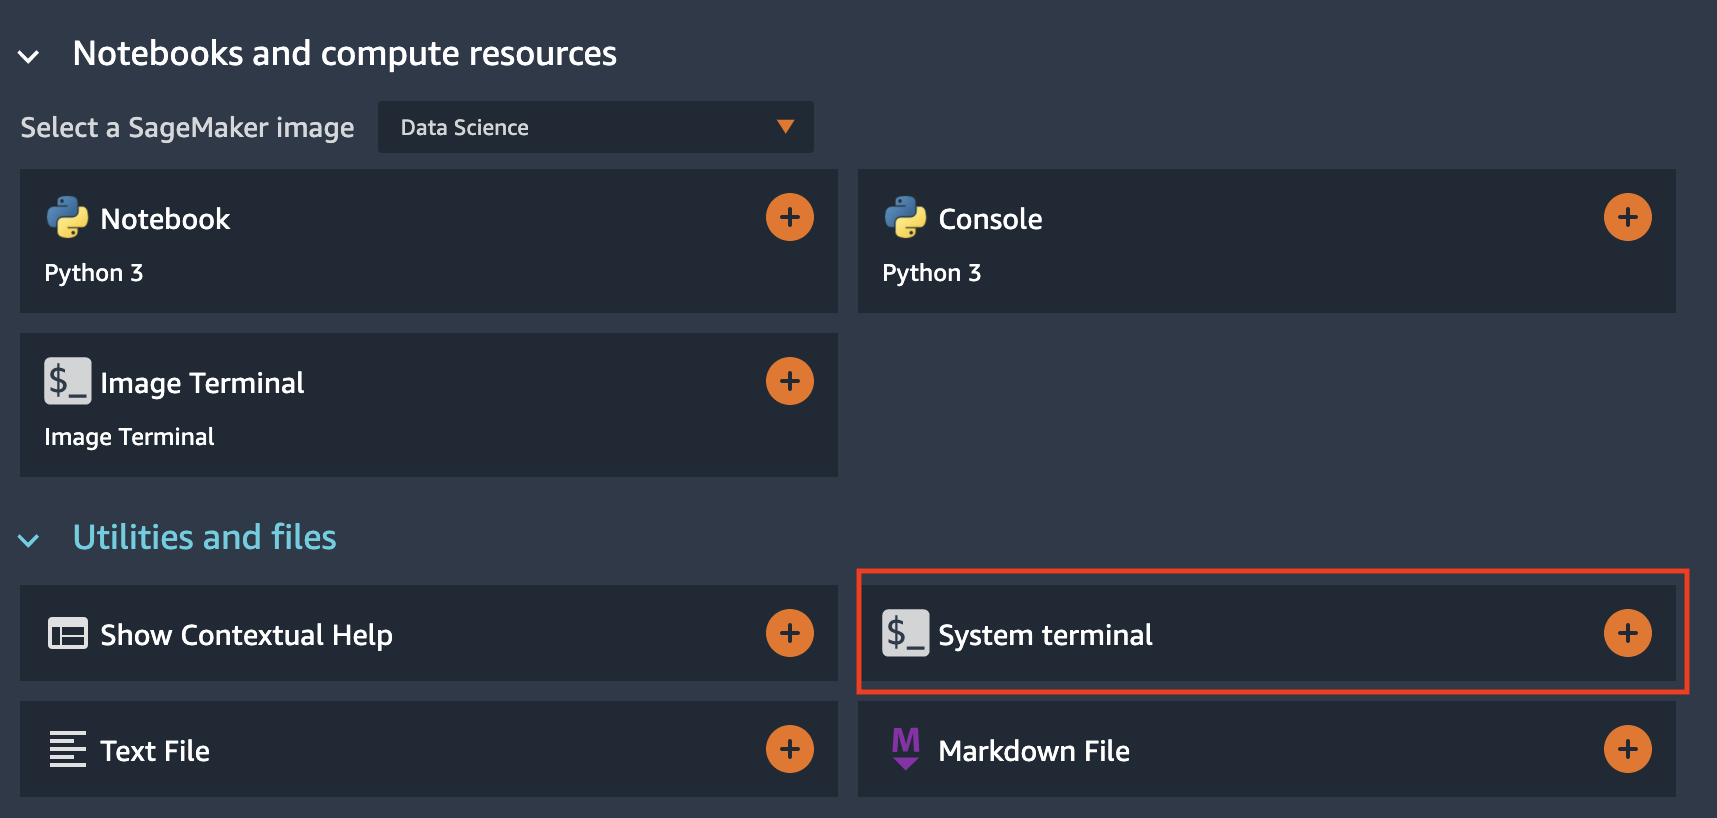 Notebooks and compute resources
Select a SageMaker image
Data Science
Notebook
Python 3
Console
Python 3
$_ Image Terminal
Image Terminal
Utilities and files
Show Contextual Help
$_ System terminal
Text File
M Markdown File